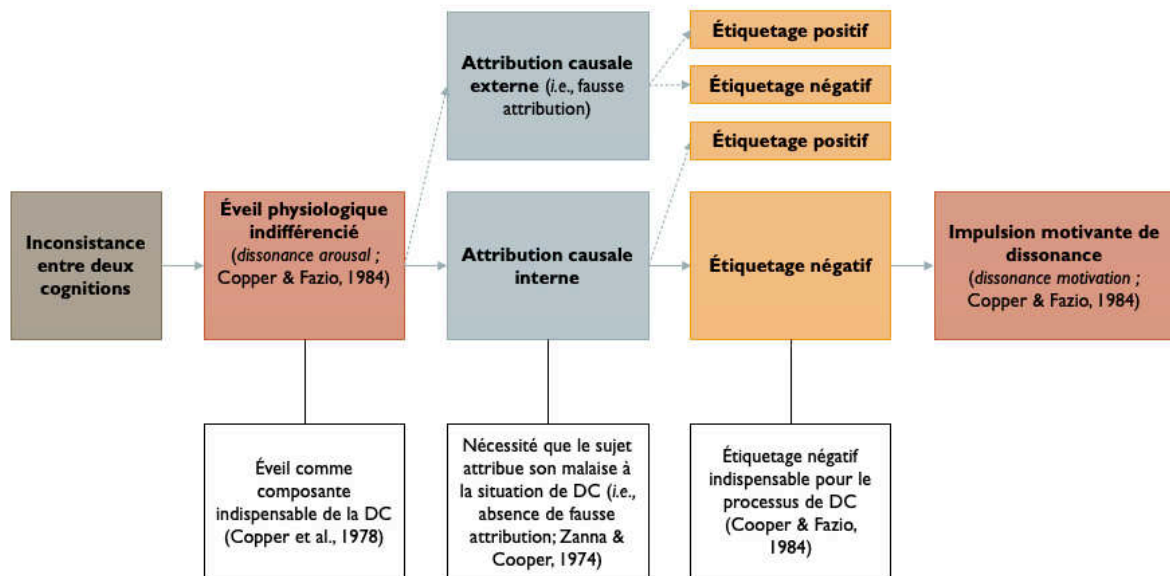 Étiquetage positif
Attribution causale
externe (i.e., fausse
attribution)
Étiquetage négatif
Étiquetage positif
Inconsistance
entre deux
cognitions
Éveil physiologique
indifférencié
(dissonance arousal ;
Copper & Fazio, 1984)
Attribution causale
interne
Étiquetage négatif
Impulsion motivante de
dissonance
(dissonance motivation ;
Copper & Fazio, 1984)
Éveil comme
composante
indispensable de la DC
(Copper et al., 1978)
Nécessité que le sujet
attribue son malaise à
la situation de DC (i.e.,
absence de fausse
attribution; Zanna &
Cooper, 1974)
Étiquetage négatif
indispensable pour le
processus de DC
(Cooper & Fazio,
1984)